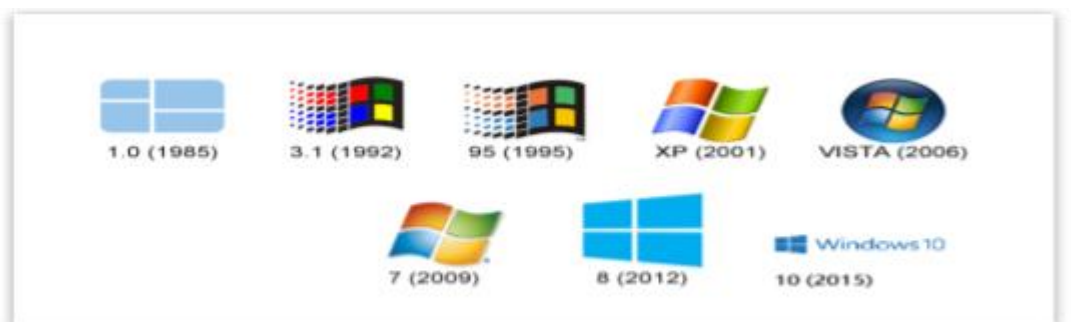 1.0 (1985) 3.1 (1992) 95 (1995) XP (2001) VISTA (2006)
Windows 10
7 (2009) 8 (2012) 10 (2015)